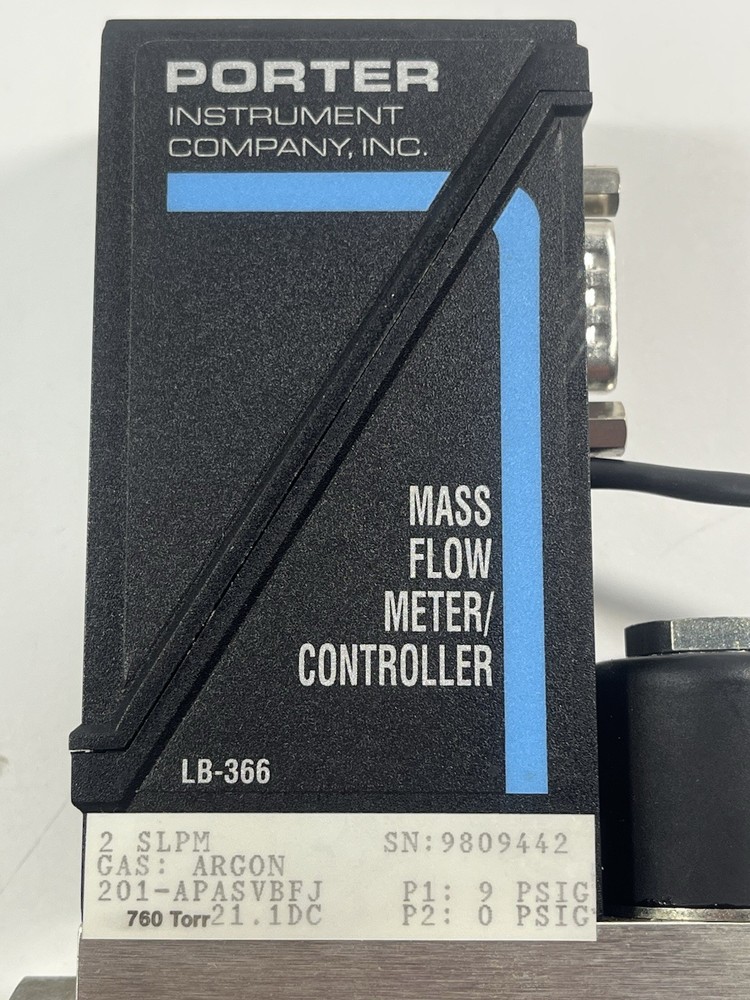 PORTER
INSTRUMENT
COMPANY, INC.
MASS
FLOW
METER/
CONTROLLER
LB-366
2 SLPM SN:9809442
GAS: ARGON
201-APASVBFJ P1: 9 PSIG
760 Torr 21.1DC P2: 0 PSIG